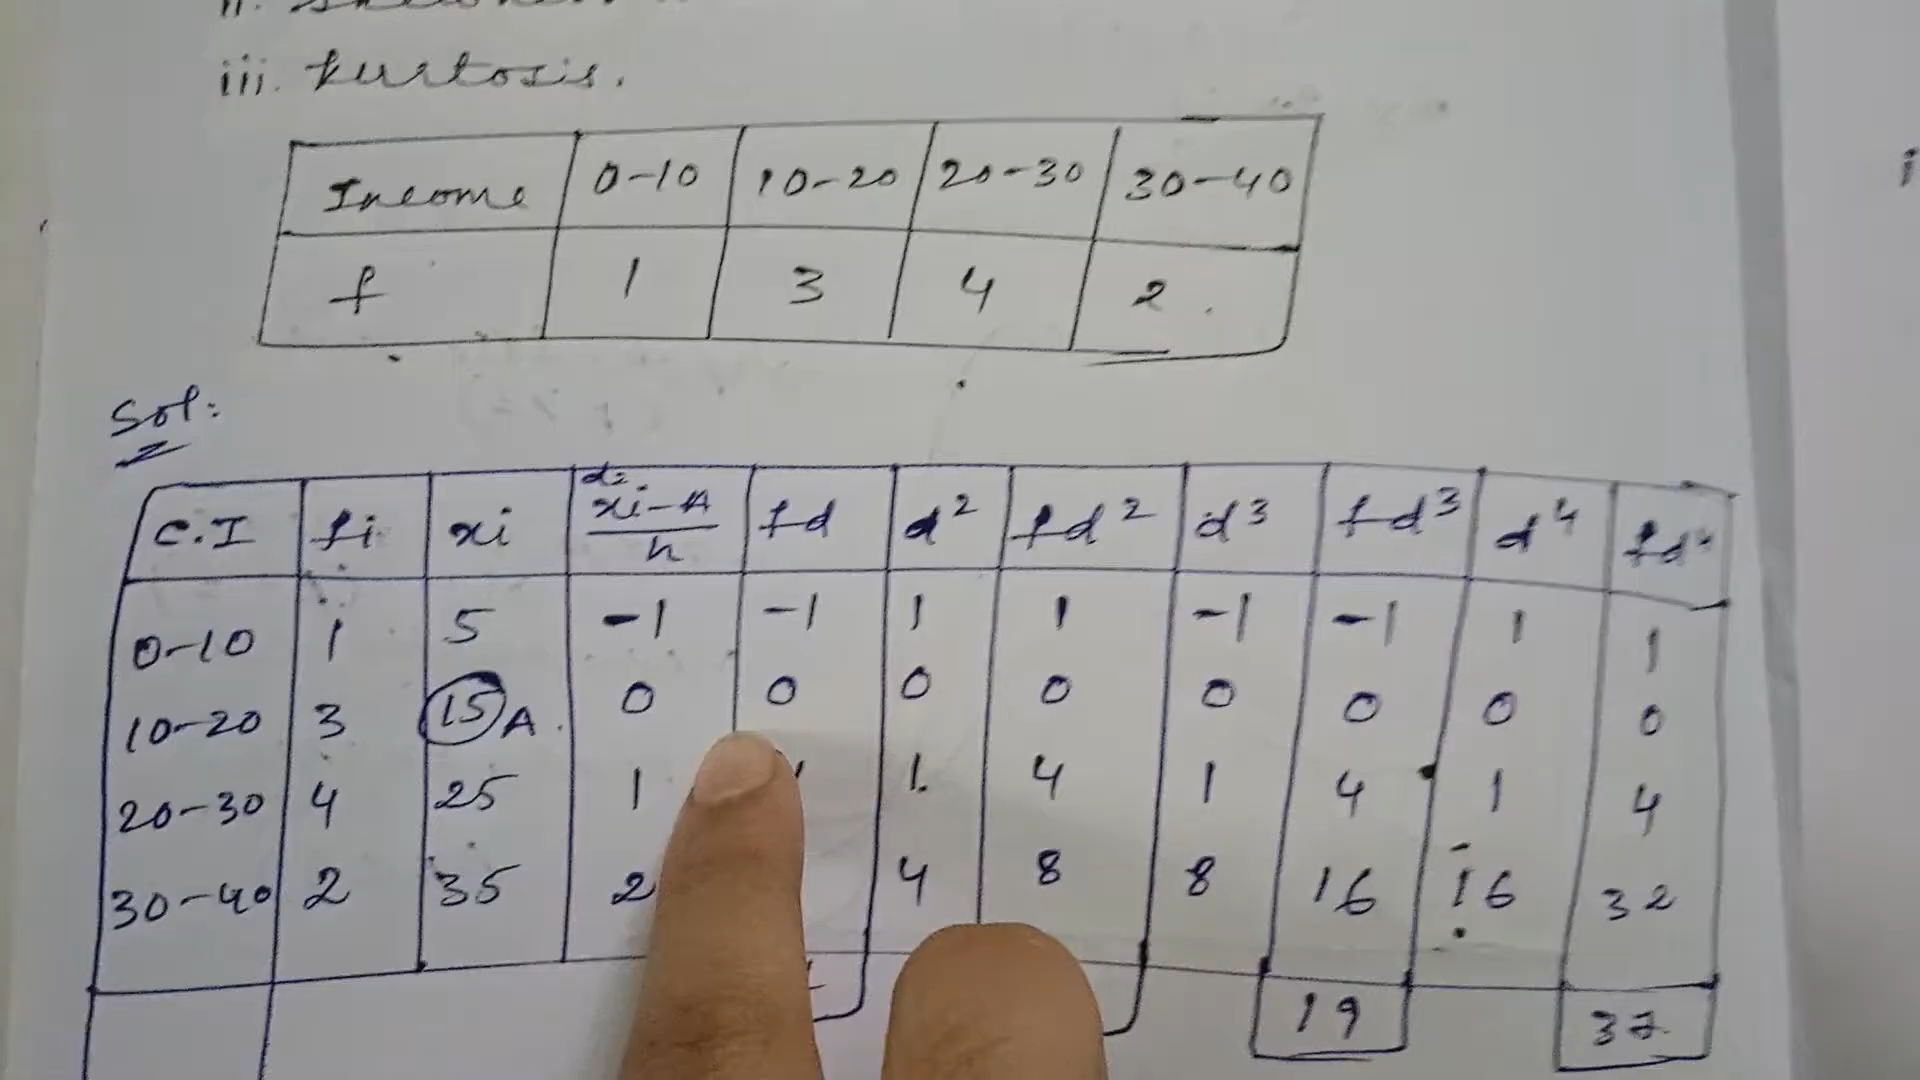 iii. kurtosis.
Income 0-10 10-20 20-30 30-40
f 1 3 4 2
Sol:
C.I fi xi d= xi-A/h fd d² fd² d³ fd³ d⁴ fd⁴
0-10 1 5 -1 -1 1 1 -1 -1 1 1
10-20 3 15 A 0 0 0 0 0 0 0 0
20-30 4 25 1 1 4 1 4 1 4
30-40 2 35 2 4 8 8 16 16 32
19 37